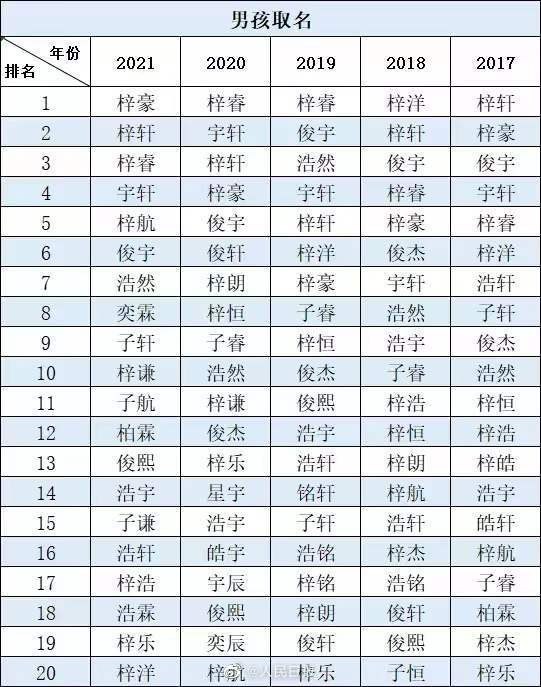 男孩取名
年份
排名 2021 2020 2019 2018 2017
1 梓豪 梓睿 梓睿 梓洋 梓轩
2 梓轩 宇轩 俊宇 梓轩 梓豪
3 梓睿 梓轩 浩然 俊宇 俊宇
4 宇轩 梓豪 宇轩 梓睿 宇轩
5 梓航 俊宇 梓轩 梓豪 梓睿
6 俊宇 俊轩 梓洋 俊杰 梓洋
7 浩然 梓朗 梓豪 宇轩 浩轩
8 奕霖 梓恒 子睿 浩然 子轩
9 子轩 子睿 梓恒 浩宇 俊杰
10 梓谦 浩然 俊杰 子睿 浩然
11 子航 梓谦 俊熙 梓浩 梓恒
12 柏霖 俊杰 浩宇 梓恒 梓浩
13 俊熙 梓乐 浩轩 梓朗 梓皓
14 浩宇 星宇 铭轩 梓航 浩宇
15 子谦 浩宇 子轩 浩轩 皓轩
16 浩轩 皓宇 浩铭 梓杰 梓航
17 梓浩 宇辰 梓铭 浩铭 子睿
18 浩霖 俊熙 梓朗 俊轩 柏霖
19 梓乐 奕辰 俊轩 俊熙 梓杰
20 梓洋 梓航 梓乐 子恒 梓乐
@人民日报